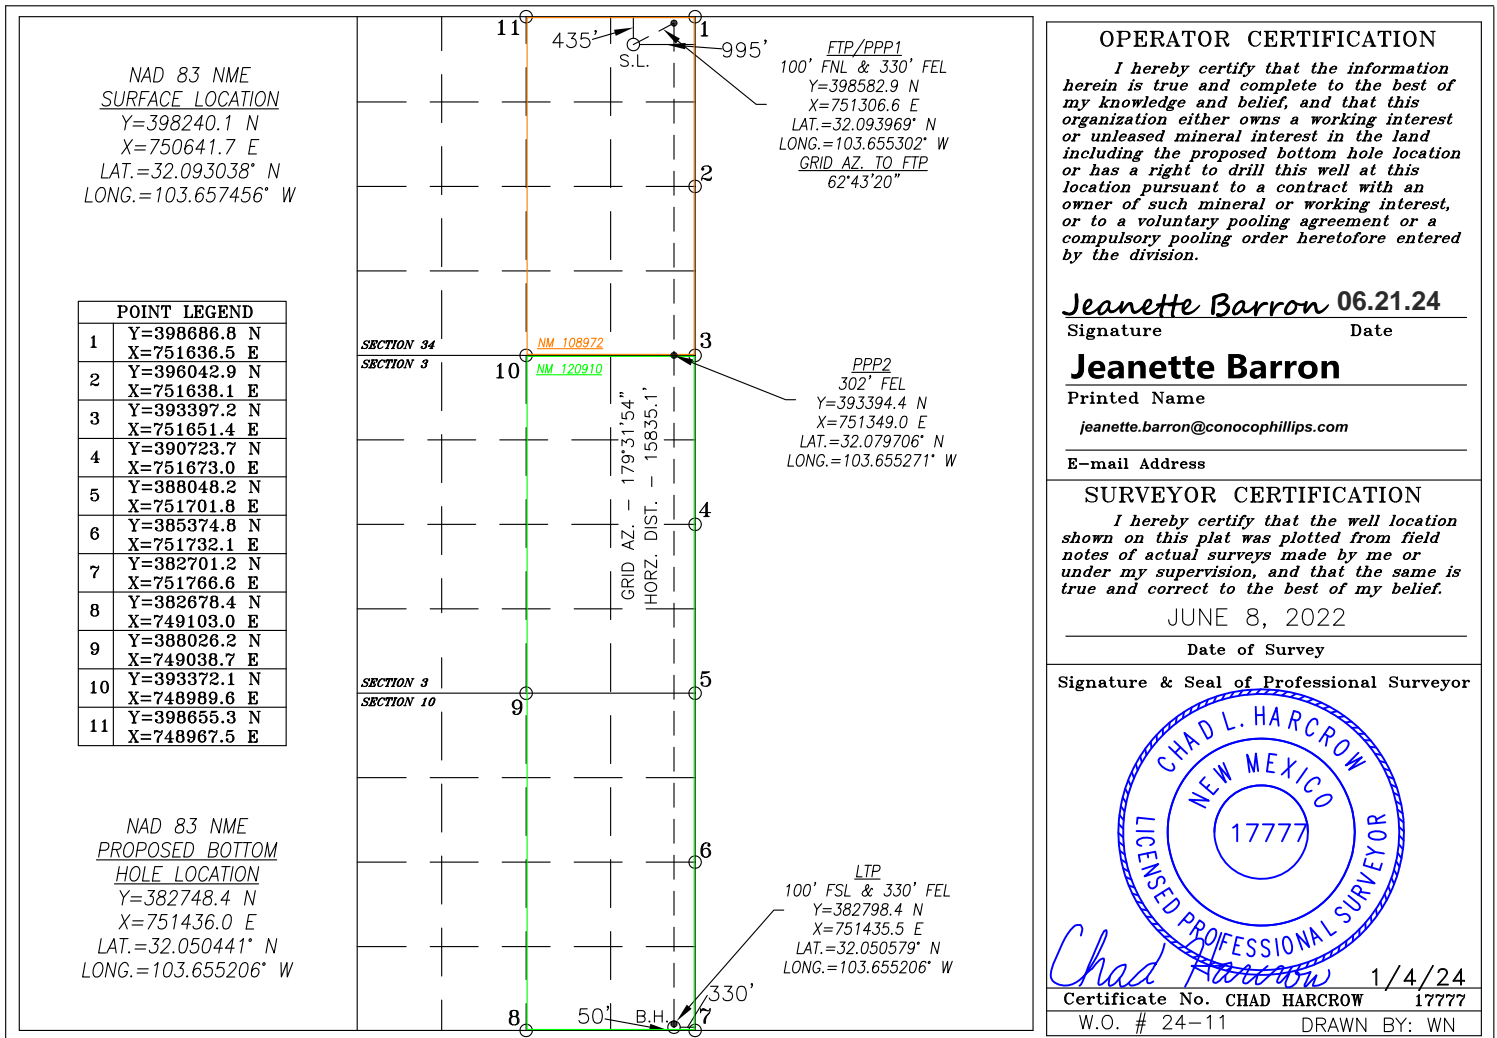 NAD 83 NME
SURFACE LOCATION
Y=398240.1 N
X=750641.7 E
LAT.=32.093038° N
LONG.=103.657456° W
POINT LEGEND
1 Y=398686.8 N
X=751636.5 E
2 Y=396042.9 N
X=751638.1 E
3 Y=393397.2 N
X=751651.4 E
4 Y=390723.7 N
X=751673.0 E
5 Y=388048.2 N
X=751701.8 E
6 Y=385374.8 N
X=751732.1 E
7 Y=382701.2 N
X=751766.6 E
8 Y=382678.4 N
X=749103.0 E
9 Y=388026.2 N
X=749038.7 E
10 Y=393372.1 N
X=748989.6 E
11 Y=398655.3 N
X=748967.5 E
NAD 83 NME
PROPOSED BOTTOM
HOLE LOCATION
Y=382748.4 N
X=751436.0 E
LAT.=32.050441° N
LONG.=103.655206° W
11
1
435'
995'
S.L.
2
SECTION 34
SECTION 3
NM 108972
NM 120910
3
10
GRID AZ. - 179°31'54"
HORZ. DIST. - 15835.1'
4
SECTION 3
SECTION 10
5
9
6
8
50'
B.H.
330'
7
FTP/PPP1
100' FNL & 330' FEL
Y=398582.9 N
X=751306.6 E
LAT.=32.093969° N
LONG.=103.655302° W
GRID AZ. TO FTP
62°43'20"
PPP2
302' FEL
Y=393394.4 N
X=751349.0 E
LAT.=32.079706° N
LONG.=103.655271° W
LTP
100' FSL & 330' FEL
Y=382798.4 N
X=751435.5 E
LAT.=32.050579° N
LONG.=103.655206° W
OPERATOR CERTIFICATION
I hereby certify that the information
herein is true and complete to the best of
my knowledge and belief, and that this
organization either owns a working interest
or unleased mineral interest in the land
including the proposed bottom hole location
or has a right to drill this well at this
location pursuant to a contract with an
owner of such mineral or working interest,
or to a voluntary pooling agreement or a
compulsory pooling order heretofore entered
by the division.
Jeanette Barron 06.21.24
Signature Date
Jeanette Barron
Printed Name
jeanette.barron@conocophillips.com
E-mail Address
SURVEYOR CERTIFICATION
I hereby certify that the well location
shown on this plat was plotted from field
notes of actual surveys made by me or
under my supervision, and that the same is
true and correct to the best of my belief.
JUNE 8, 2022
Date of Survey
Signature & Seal of Professional Surveyor
CHAD L. HARCROW
NEW MEXICO
17777
LICENSED PROFESSIONAL SURVEYOR
Chad Harcrow 1/4/24
Certificate No. CHAD HARCROW 17777
W.O. # 24-11 DRAWN BY: WN